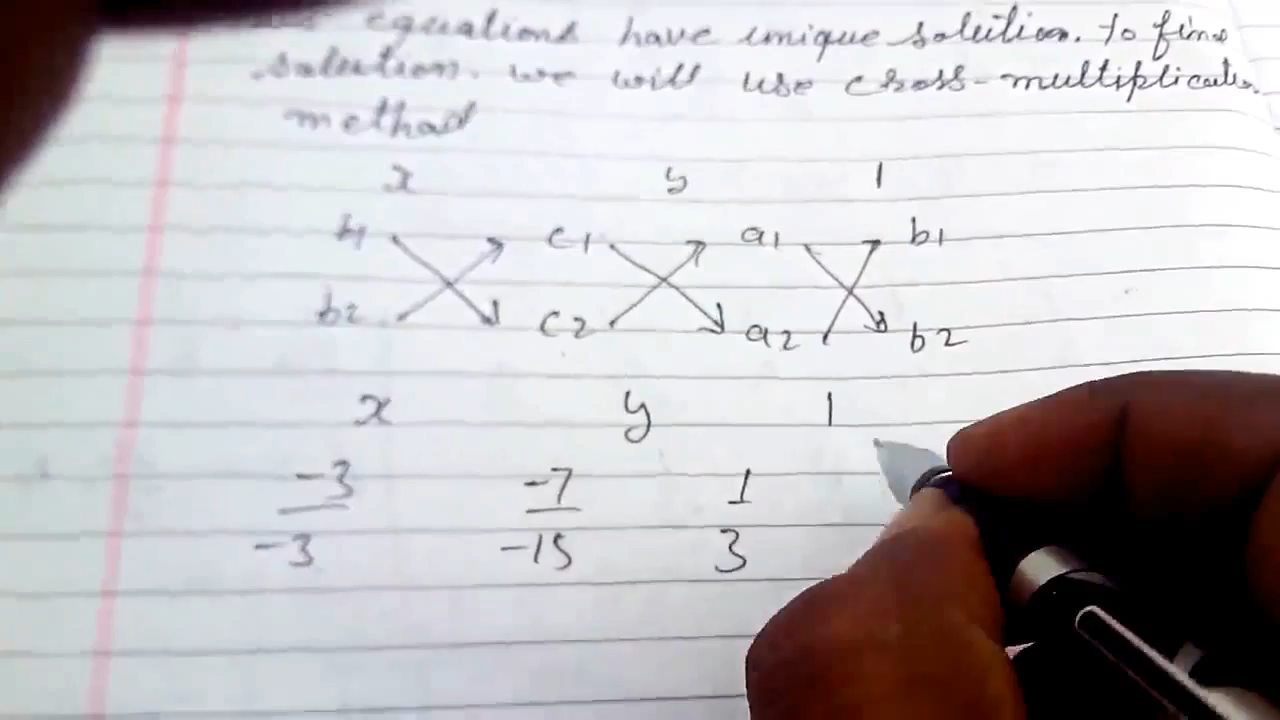 equations have unique solution. to find
solution. we will use cross-multiplication
method
x y 1
b1 c1 a1 b1
b2 c2 a2 b2
x y 1
-3 -7 1
-3 -15 3